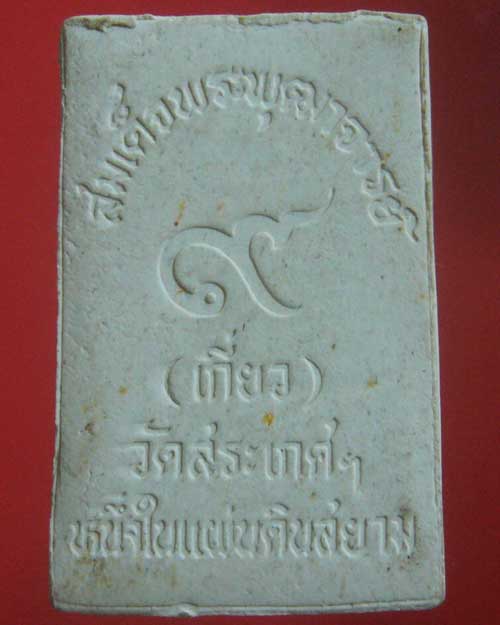 สมเด็จพระพุฒาจารย์
๙
(เกี่ยว)
วัดสระเกศฯ
หนึ่งในแผ่นดินสยาม